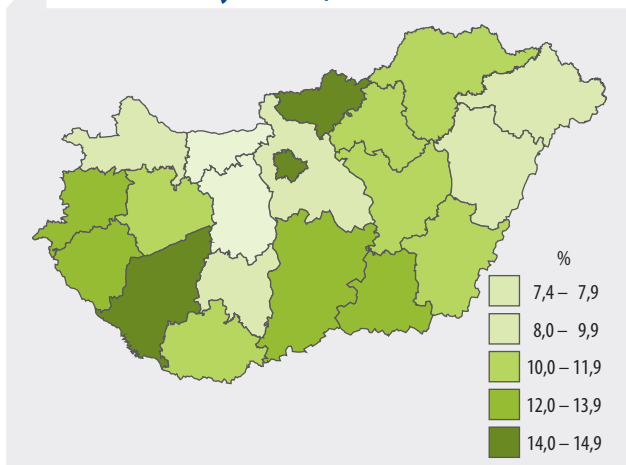 %
7,4 – 7,9
8,0 – 9,9
10,0 – 11,9
12,0 – 13,9
14,0 – 14,9